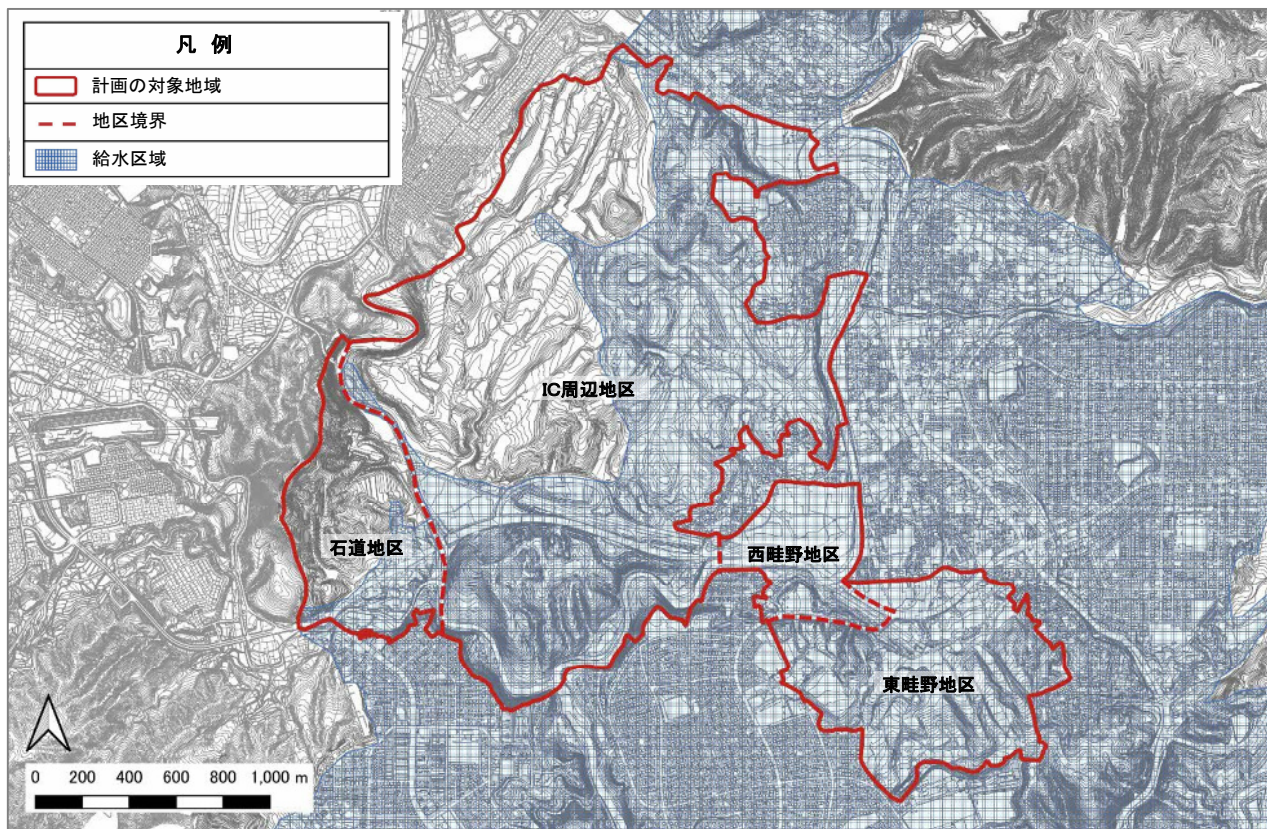 凡 例
計画の対象地域
地区境界
給水区域
IC周辺地区
石道地区
西畦野地区
東畦野地区
0 200 400 600 800 1,000 m